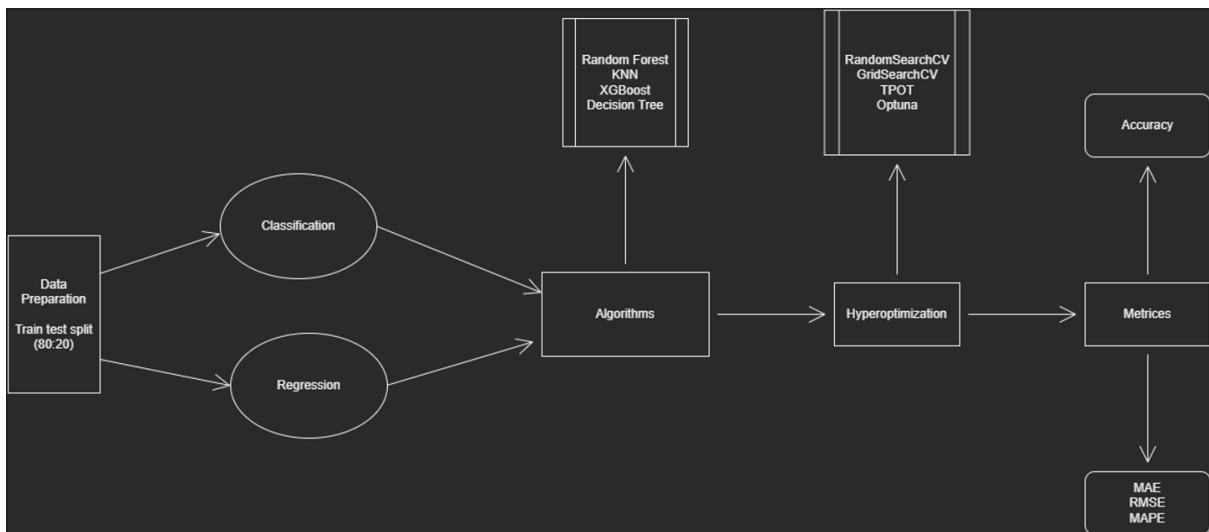 Random Forest
KNN
XGBoost
Decision Tree
RandomSearchCV
GridSearchCV
TPOT
Optuna
Accuracy
Classification
Data
Preparation
Train test split
(80:20)
Algorithms
Hyperoptimization
Metrices
Regression
MAE
RMSE
MAPE